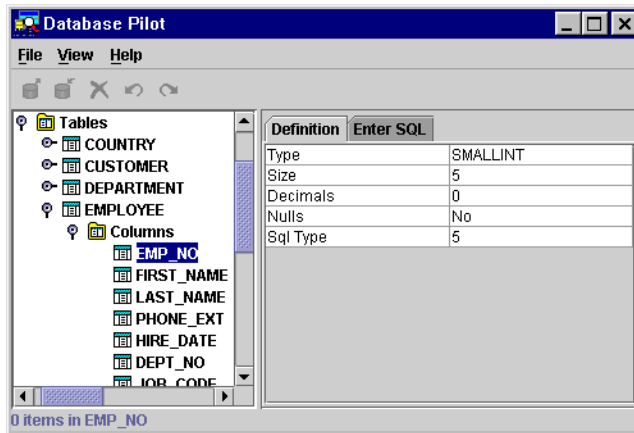 Database Pilot
File View Help
Tables
COUNTRY
CUSTOMER
DEPARTMENT
EMPLOYEE
Columns
EMP_NO
FIRST_NAME
LAST_NAME
PHONE_EXT
HIRE_DATE
DEPT_NO
JOB_CODE
Definition Enter SQL
Type SMALLINT
Size 5
Decimals 0
Nulls No
Sql Type 5
0 items in EMP_NO